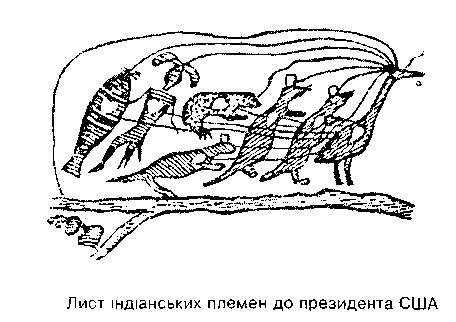 Лист індіанських племен до президента США